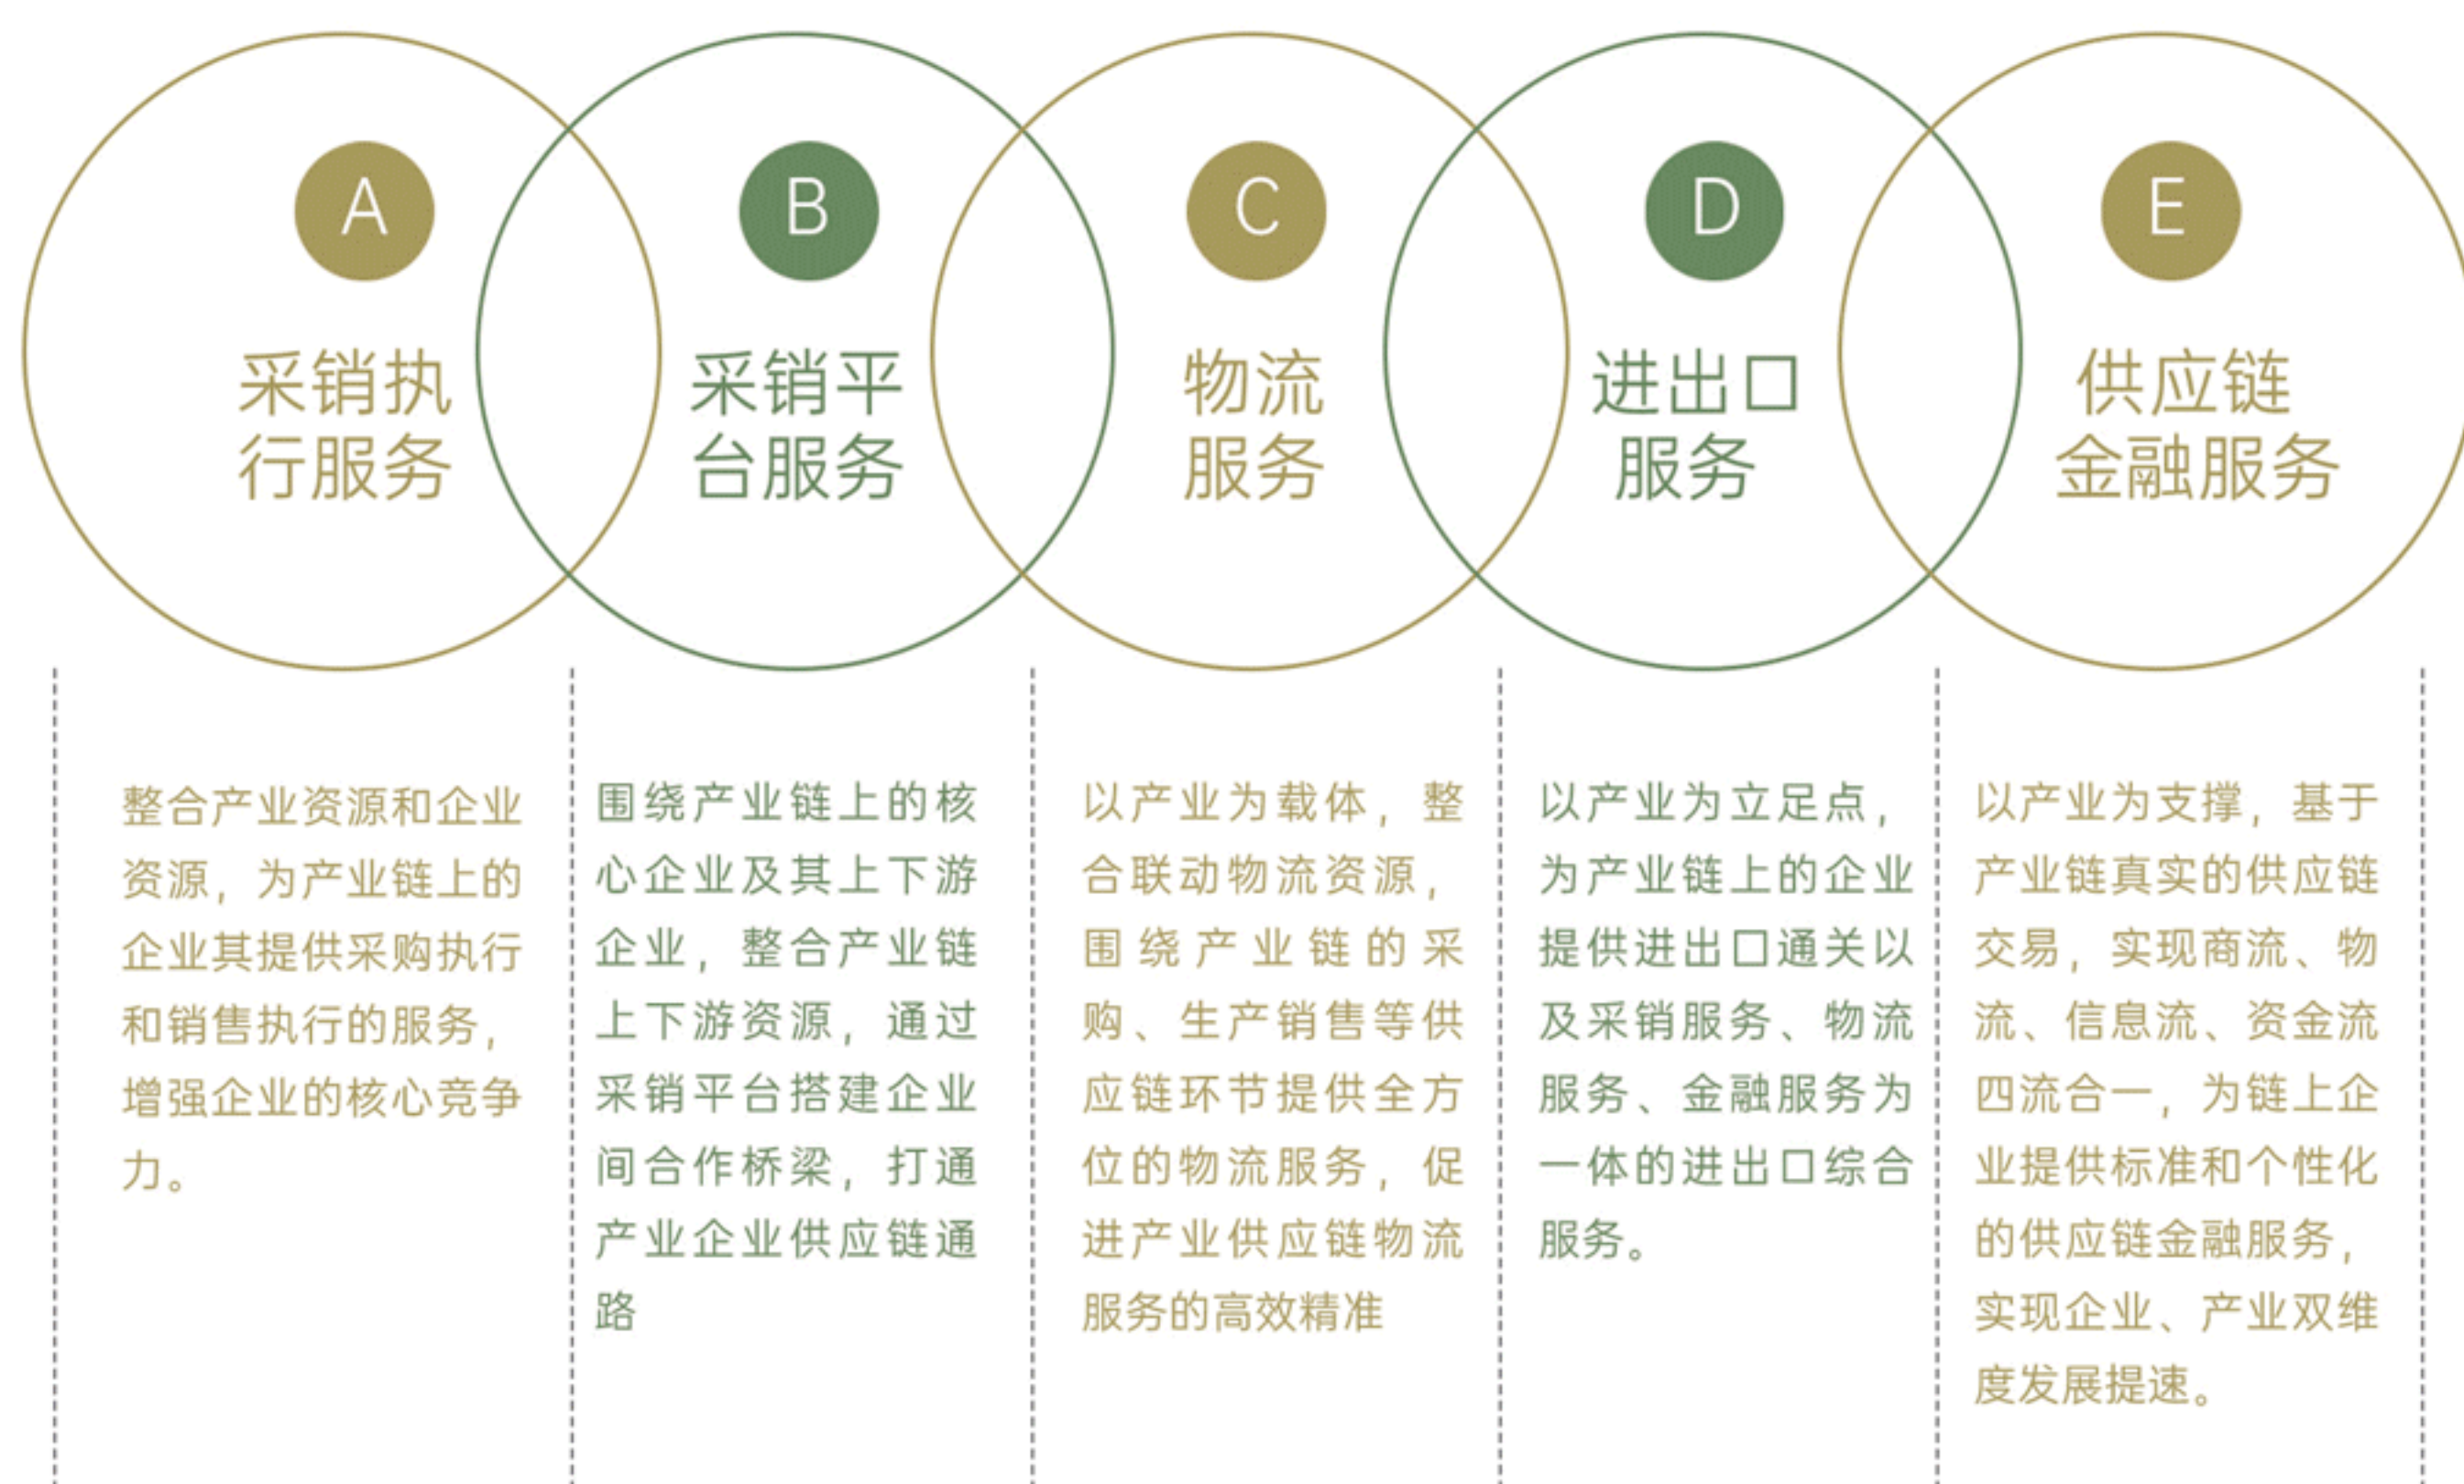 A
采销执
行服务
整合产业资源和企业
资源，为产业链上的
企业其提供采购执行
和销售执行的服务，
增强企业的核心竞争
力。
B
采销平
台服务
围绕产业链上的核
心企业及其上下游
企业，整合产业链
上下游资源，通过
采销平台搭建企业
间合作桥梁，打通
产业企业供应链通
路
C
物流
服务
以产业为载体，整
合联动物流资源，
围绕产业链的采
购、生产销售等供
应链环节提供全方
位的物流服务，促
进产业供应链物流
服务的高效精准
D
进出口
服务
以产业为立足点，
为产业链上的企业
提供进出口通关以
及采销服务、物流
服务、金融服务为
一体的进出口综合
服务。
E
供应链
金融服务
以产业为支撑，基于
产业链真实的供应链
交易，实现商流、物
流、信息流、资金流
四流合一，为链上企
业提供标准和个性化
的供应链金融服务，
实现企业、产业双维
度发展提速。